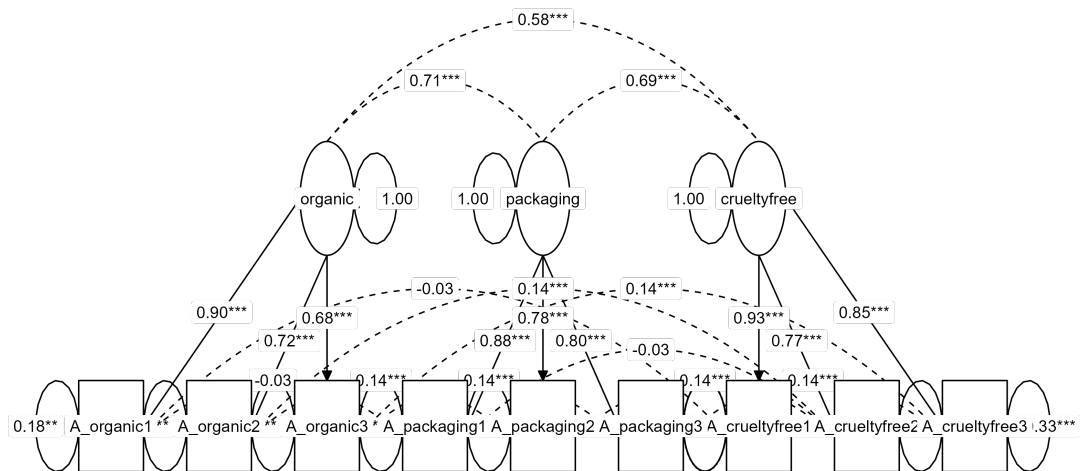 0.58***
0.71*** 0.69***
organic 1.00 1.00 packaging 1.00 crueltyfree
-0.03 0.14*** 0.14***
0.90*** 0.68*** 0.78*** 0.93*** 0.85***
0.72*** 0.88*** 0.80*** 0.77***
-0.03
-0.03 0.14*** 0.14*** 0.14*** 0.14***
0.18** A_organic1 ** A_organic2 ** A_organic3 * A_packaging1 A_packaging2 A_packaging3 A_crueltyfree1 A_crueltyfree2 A_crueltyfree3 .33***